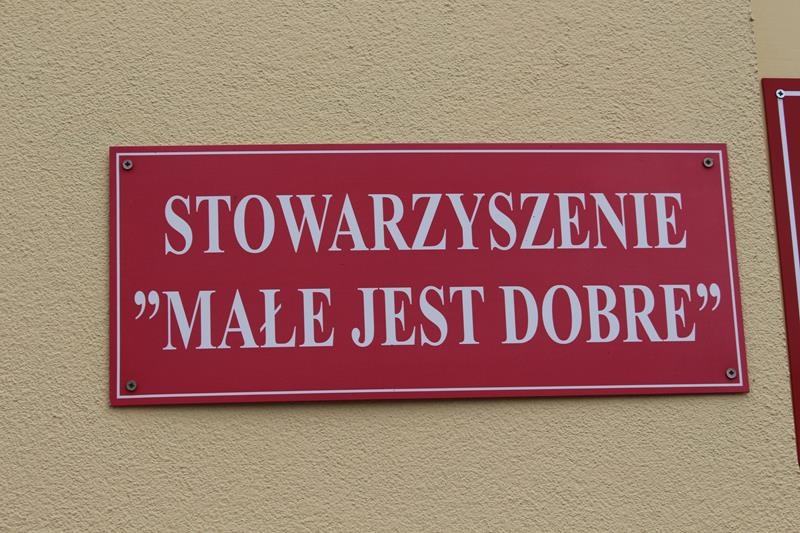 STOWARZYSZENIE
”MAŁE JEST DOBRE”